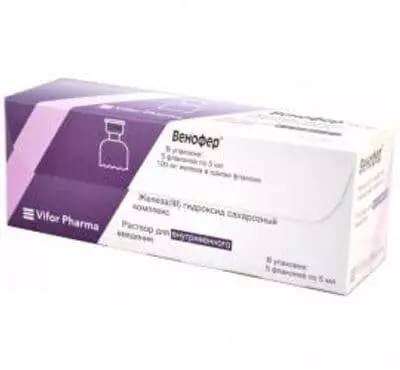 Венофер®
В упаковке:
5 флаконов по 5 мл
100 мг железа в одном флаконе
Железа(III) гидроксид сахарозный
комплекс
Раствор для внутривенного
введения
Vifor Pharma
В упаковке:
5 флаконов по 5 мл